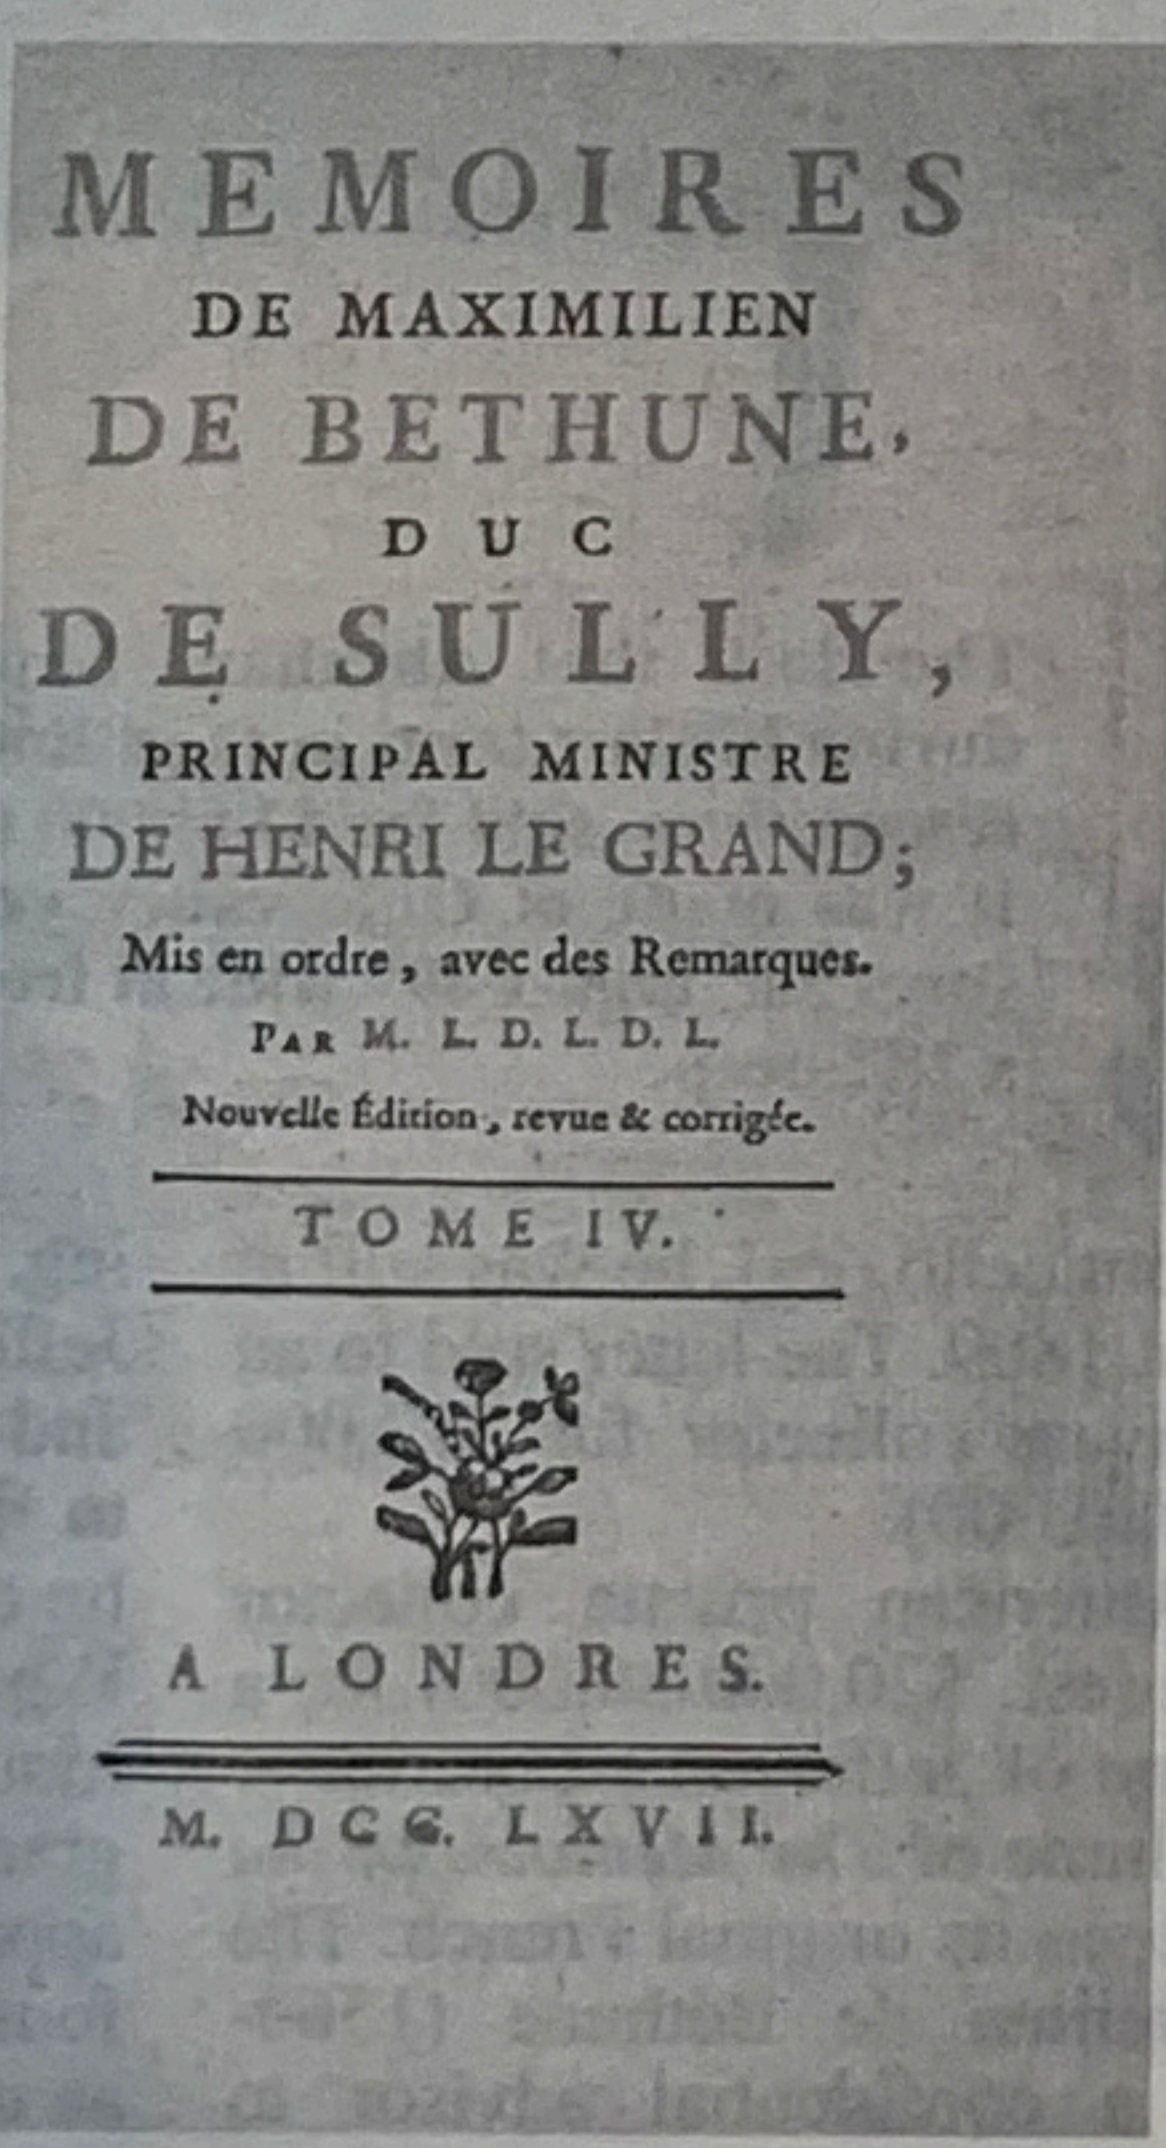 MEMOIRES
DE MAXIMILIEN
DE BETHUNE,
DUC
DE SULLY,
PRINCIPAL MINISTRE
DE HENRI LE GRAND;
Mis en ordre, avec des Remarques.
PAR M. L. D. L. D. L.
Nouvelle Édition, revue & corrigée.
TOME IV.
A LONDRES.
M. DCC. LXVII.